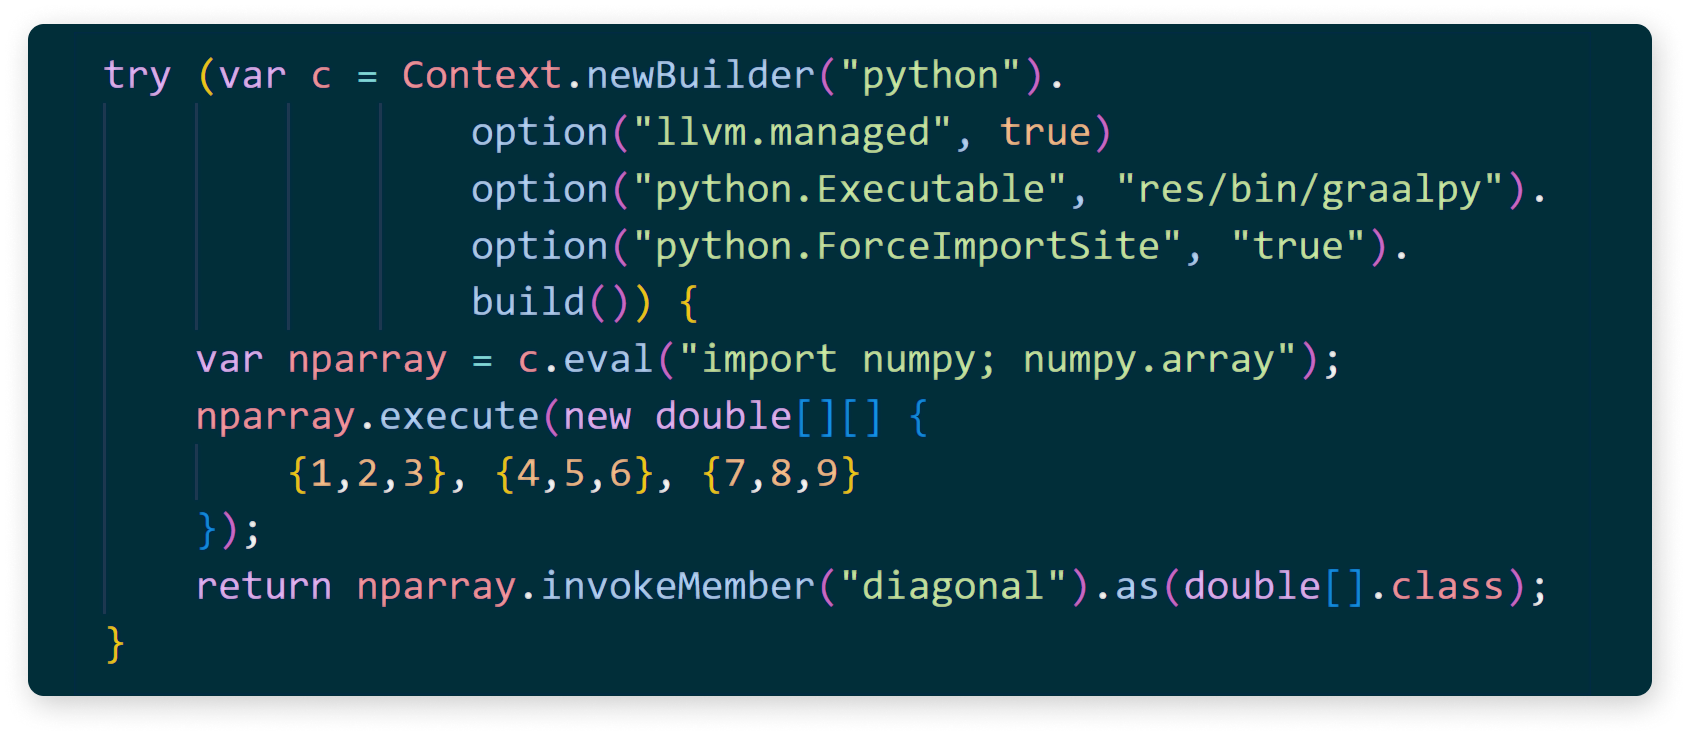 try (var c = Context.newBuilder("python").
                option("llvm.managed", true)
                option("python.Executable", "res/bin/graalpy").
                option("python.ForceImportSite", "true").
                build()) {
    var nparray = c.eval("import numpy; numpy.array");
    nparray.execute(new double[][] {
        {1,2,3}, {4,5,6}, {7,8,9}
    });
    return nparray.invokeMember("diagonal").as(double[].class);
}